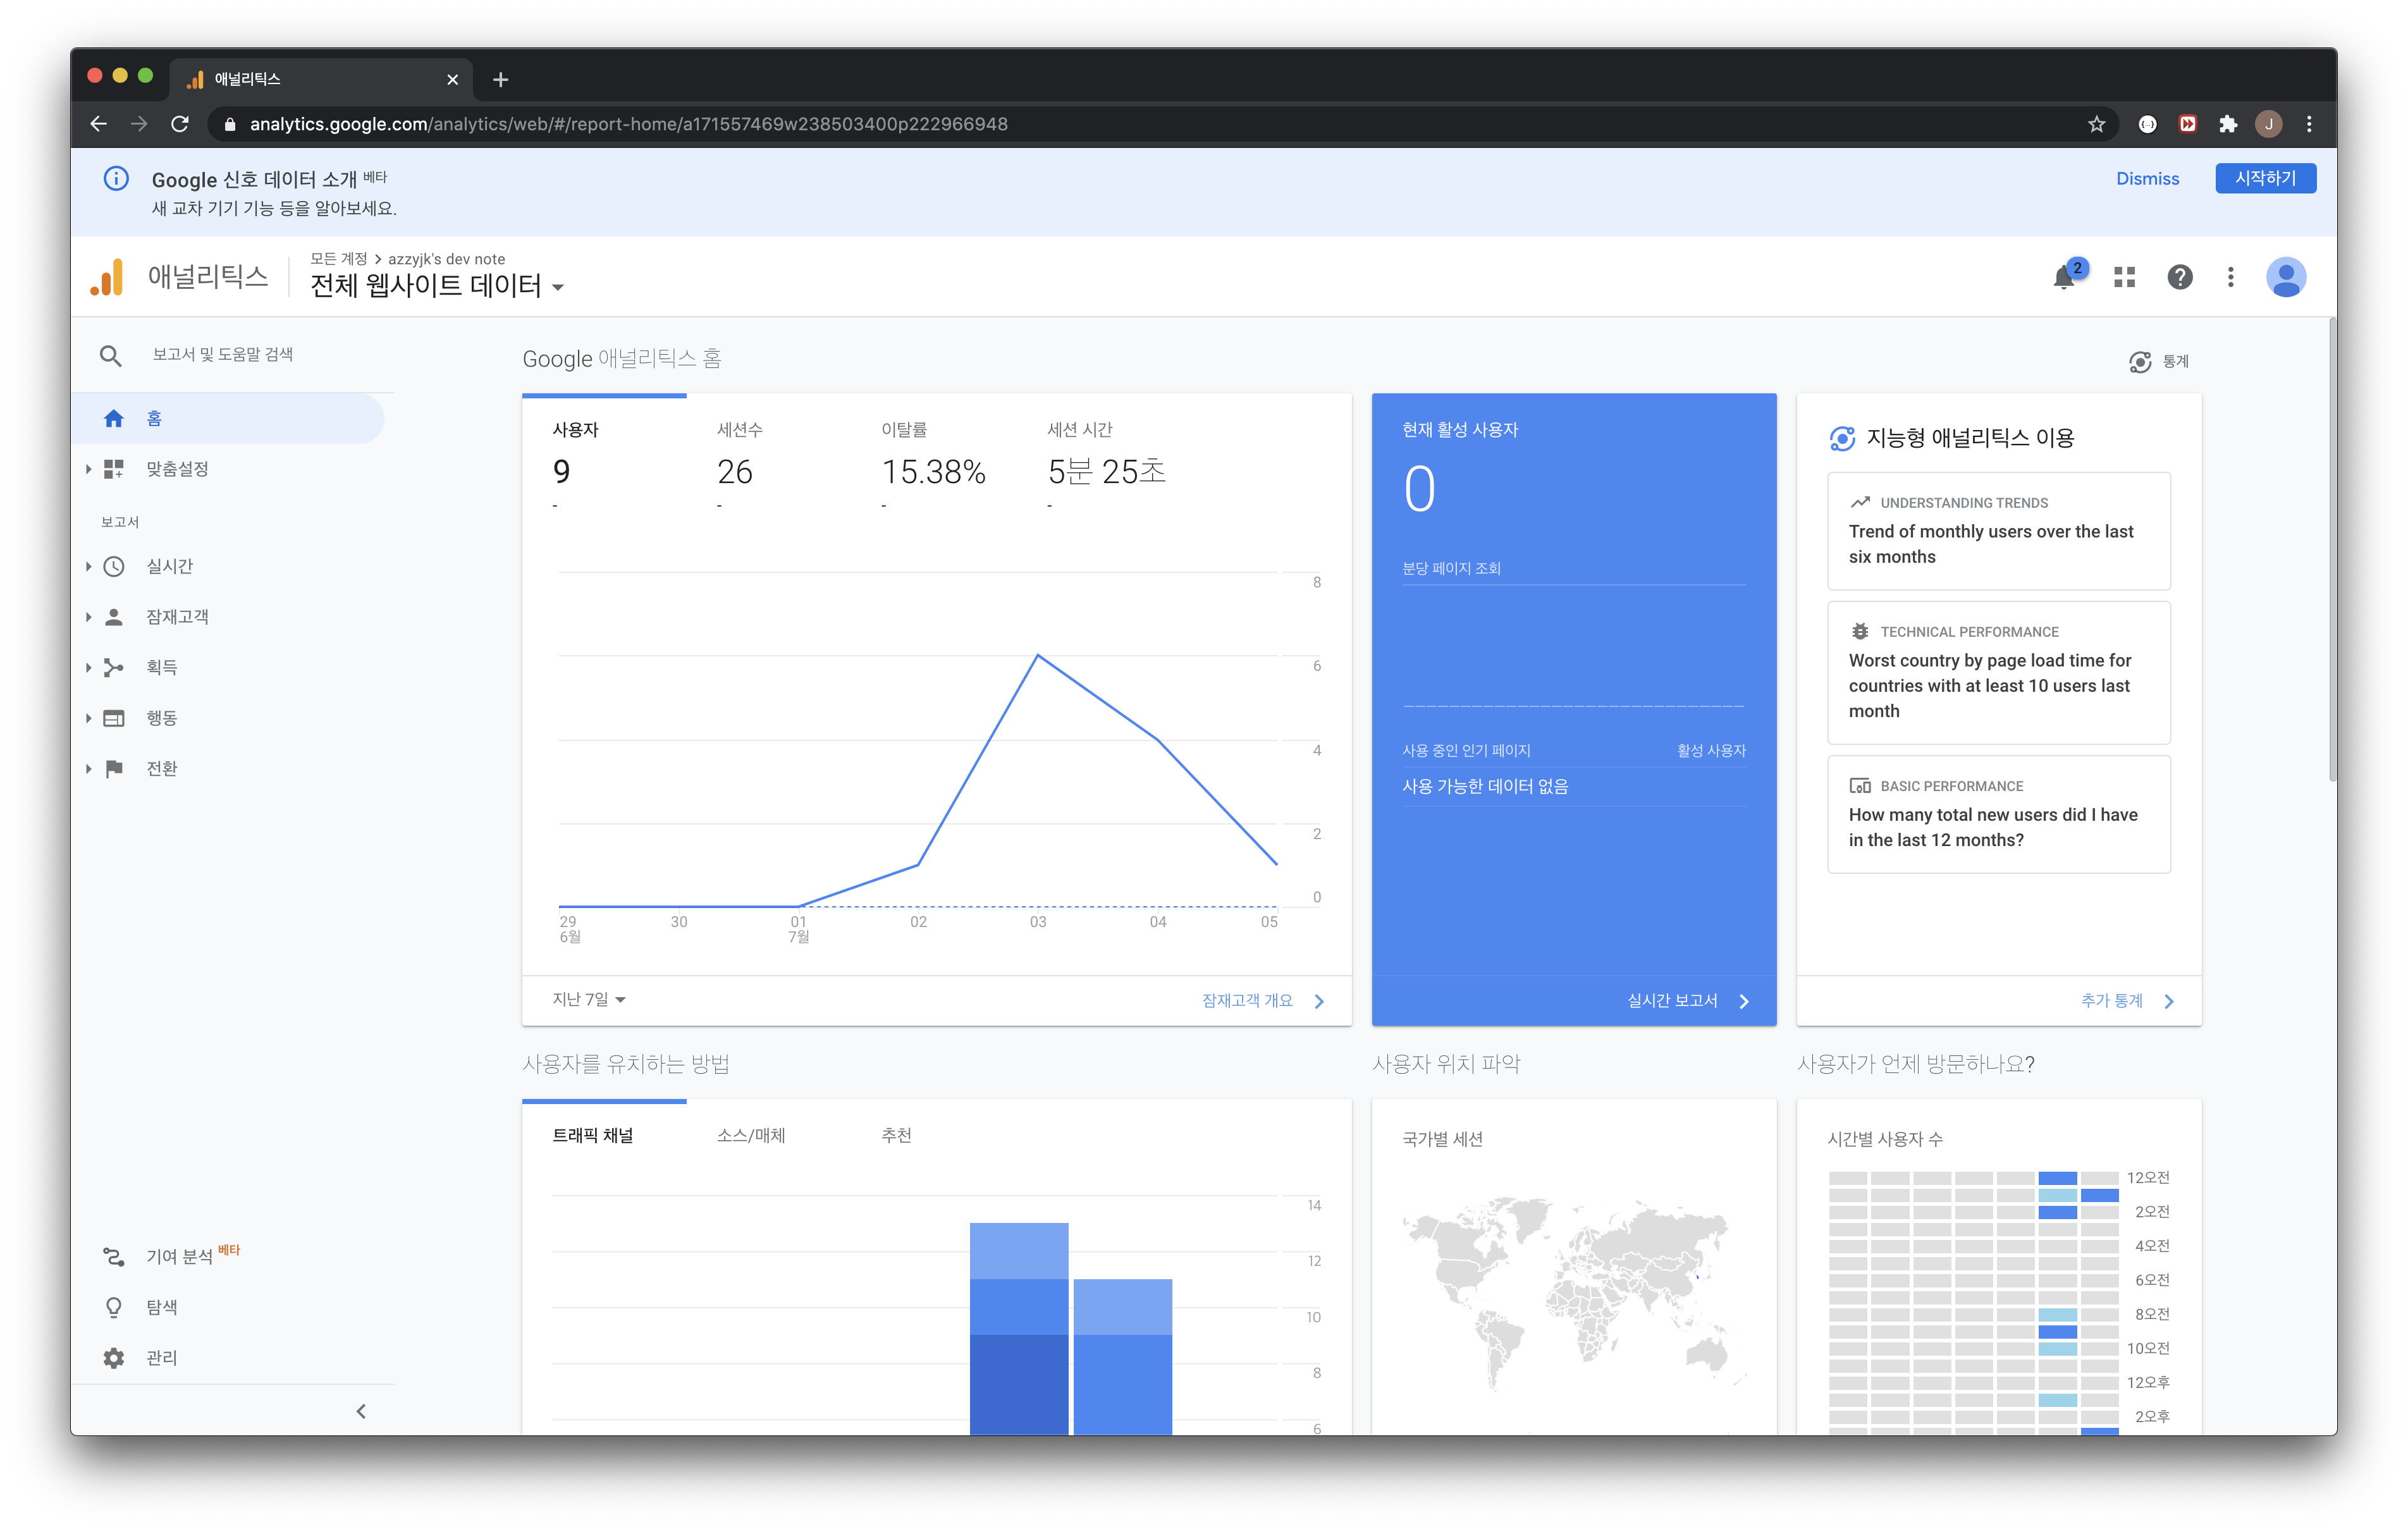 애널리틱스
analytics.google.com/analytics/web/#/report-home/a171557469w238503400p222966948
J
Google 신호 데이터 소개 베타
새 교차 기기 기능 등을 알아보세요.
Dismiss
시작하기
애널리틱스
모든 계정 > azzyjk's dev note
전체 웹사이트 데이터
2
보고서 및 도움말 검색
홈
맞춤설정
보고서
실시간
잠재고객
획득
행동
전환
기여 분석 베타
탐색
관리
Google 애널리틱스 홈
통계
사용자
9
-
세션수
26
-
이탈률
15.38%
-
세션 시간
5분 25초
-
8
6
4
2
0
29 30 01 02 03 04 05
6월 7월
지난 7일
잠재고객 개요
현재 활성 사용자
0
분당 페이지 조회
사용 중인 인기 페이지 활성 사용자
사용 가능한 데이터 없음
실시간 보고서
지능형 애널리틱스 이용
UNDERSTANDING TRENDS
Trend of monthly users over the last
six months
TECHNICAL PERFORMANCE
Worst country by page load time for
countries with at least 10 users last
month
BASIC PERFORMANCE
How many total new users did I have
in the last 12 months?
추가 통계
사용자를 유치하는 방법
트래픽 채널 소스/매체 추천
14
12
10
8
6
사용자 위치 파악
국가별 세션
사용자가 언제 방문하나요?
시간별 사용자 수
12오전
2오전
4오전
6오전
8오전
10오전
12오후
2오후